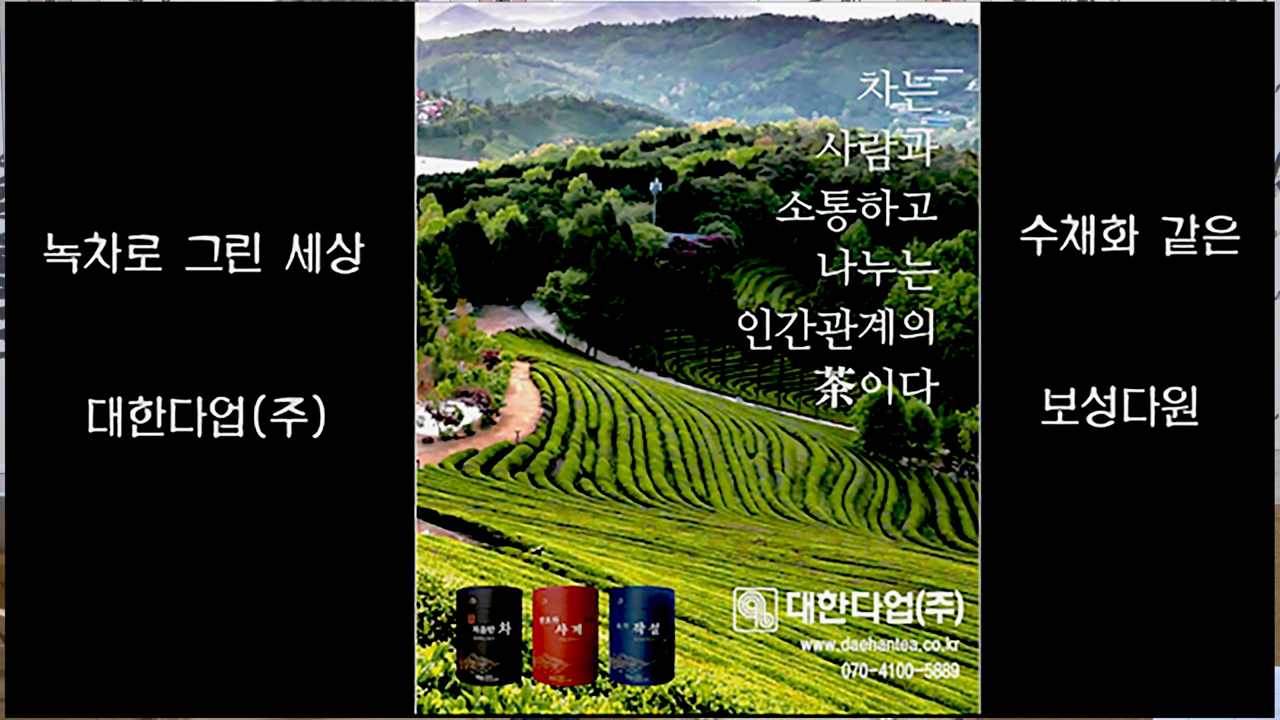 녹차로 그린 세상
대한다업(주)
차는
사람과
소통하고
나누는
인간관계의
茶이다
차
사계
작설
대한다업(주)
www.daehantea.co.kr
070-4100-5889
수채화 같은
보성다원